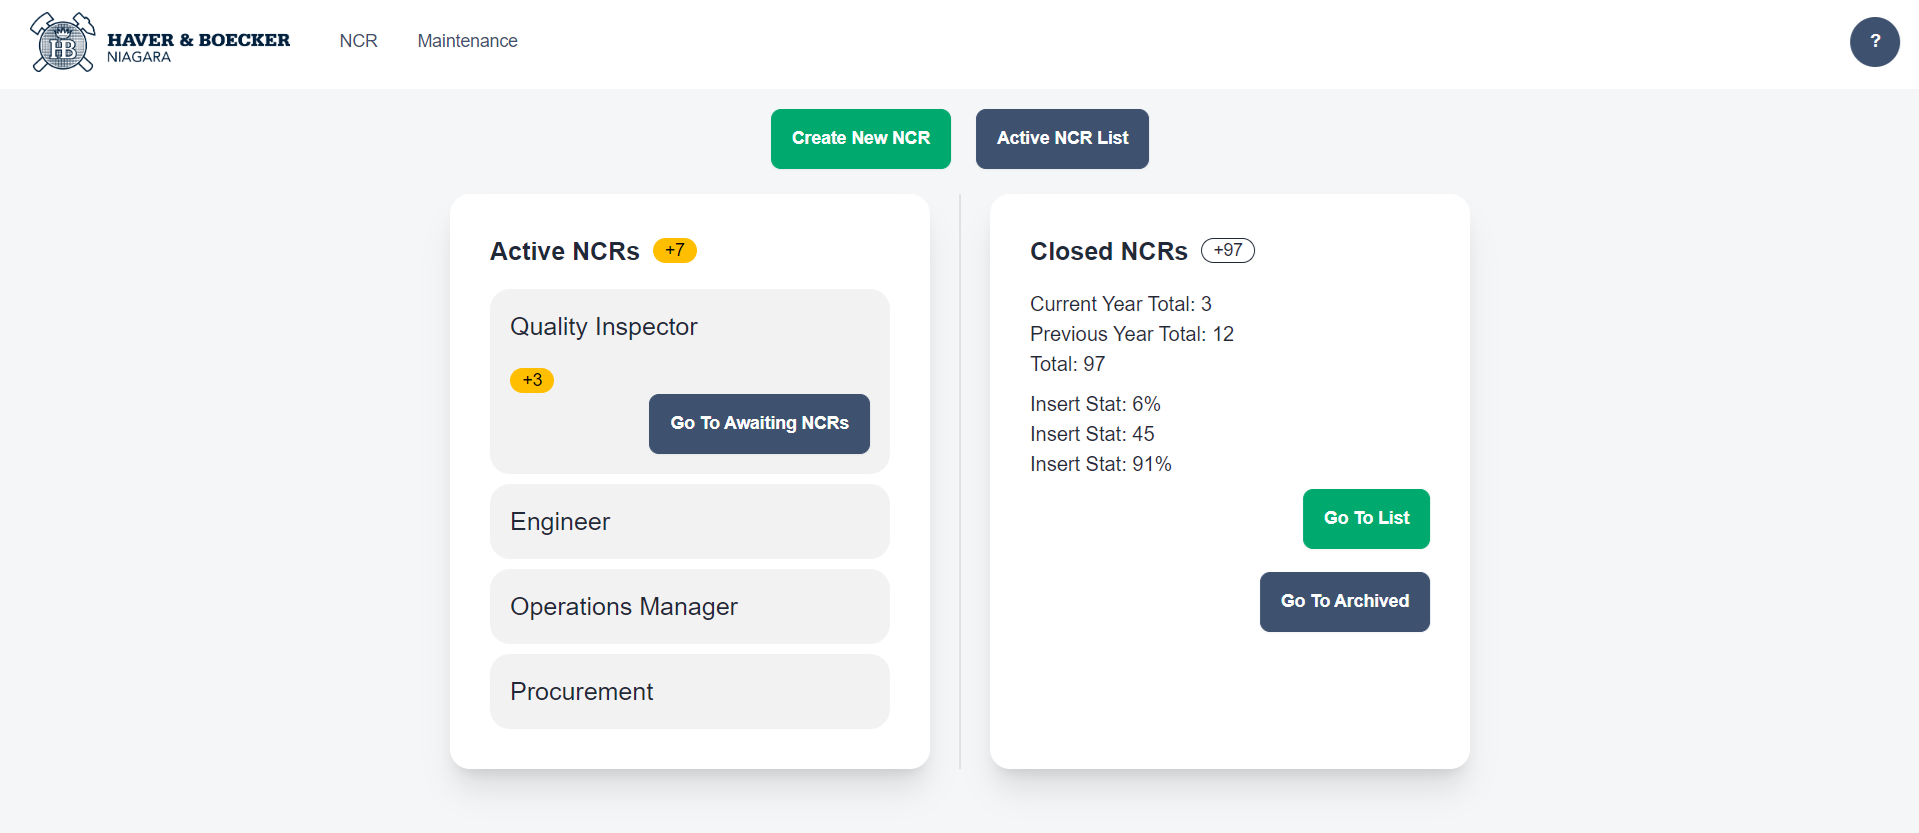 HB
HAVER & BOECKER
NIAGARA
NCR
Maintenance
?
Create New NCR
Active NCR List
Active NCRs
+7
Quality Inspector
+3
Go To Awaiting NCRs
Engineer
Operations Manager
Procurement
Closed NCRs
+97
Current Year Total: 3
Previous Year Total: 12
Total: 97
Insert Stat: 6%
Insert Stat: 45
Insert Stat: 91%
Go To List
Go To Archived